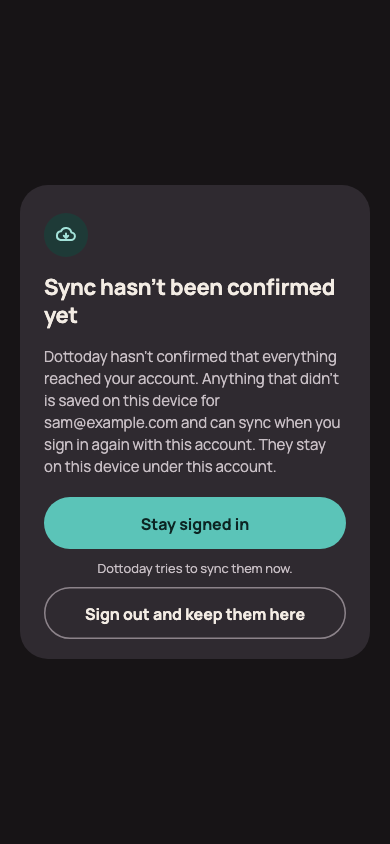 Sync hasn’t been confirmed
yet
Dottoday hasn’t confirmed that everything
reached your account. Anything that didn’t
is saved on this device for
sam@example.com and can sync when you
sign in again with this account. They stay
on this device under this account.
Stay signed in
Dottoday tries to sync them now.
Sign out and keep them here